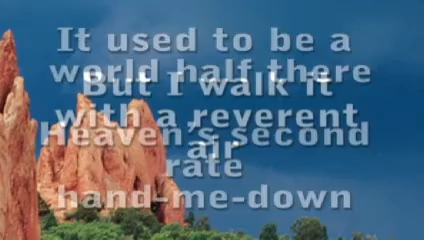 It used to be a
world half there
Heaven's second
rate
hand-me-down
But I walk it
with a reverent
air